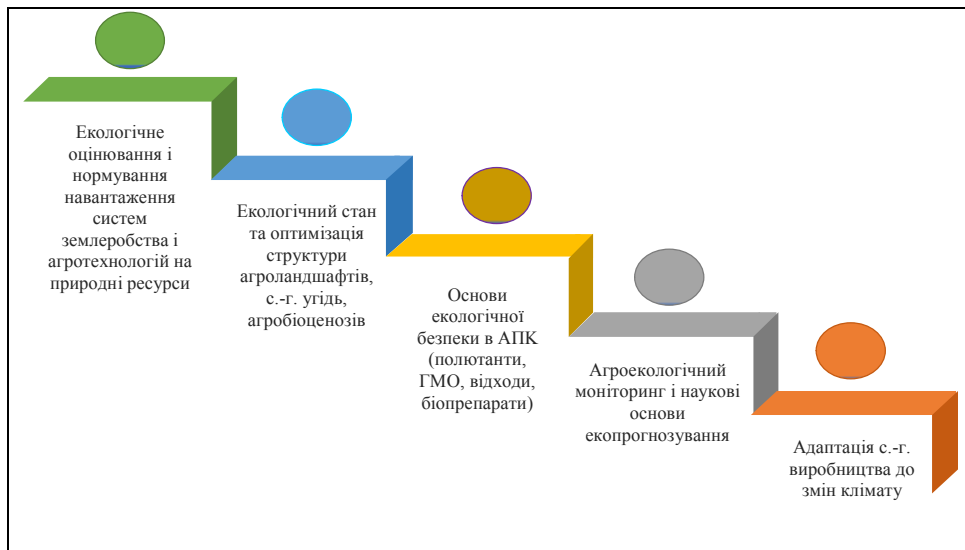 Екологічне
оцінювання і
нормування
навантаження
систем
землеробства і
агротехнологій на
природні ресурси
Екологічний стан
та оптимізація
структури
агроландшафтів,
с.-г. угідь,
агробіоценозів
Основи
екологічної
безпеки в АПК
(полютанти,
ГМО, відходи,
біопрепарати)
Агроекологічний
моніторинг і наукові
основи
екопрогнозування
Адаптація с.-г.
виробництва до
змін клімату